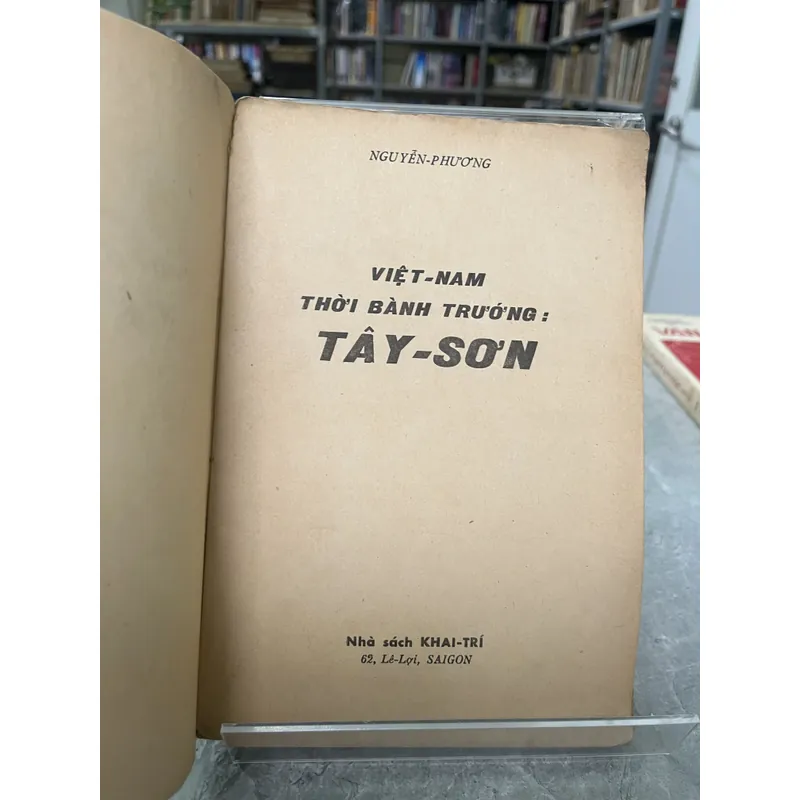 NGUYỄN-PHƯƠNG
VIỆT-NAM
THỜI BÀNH TRƯỚNG:
TÂY-SƠN
Nhà sách KHAI-TRÍ
62, Lê-Lợi, SAIGON